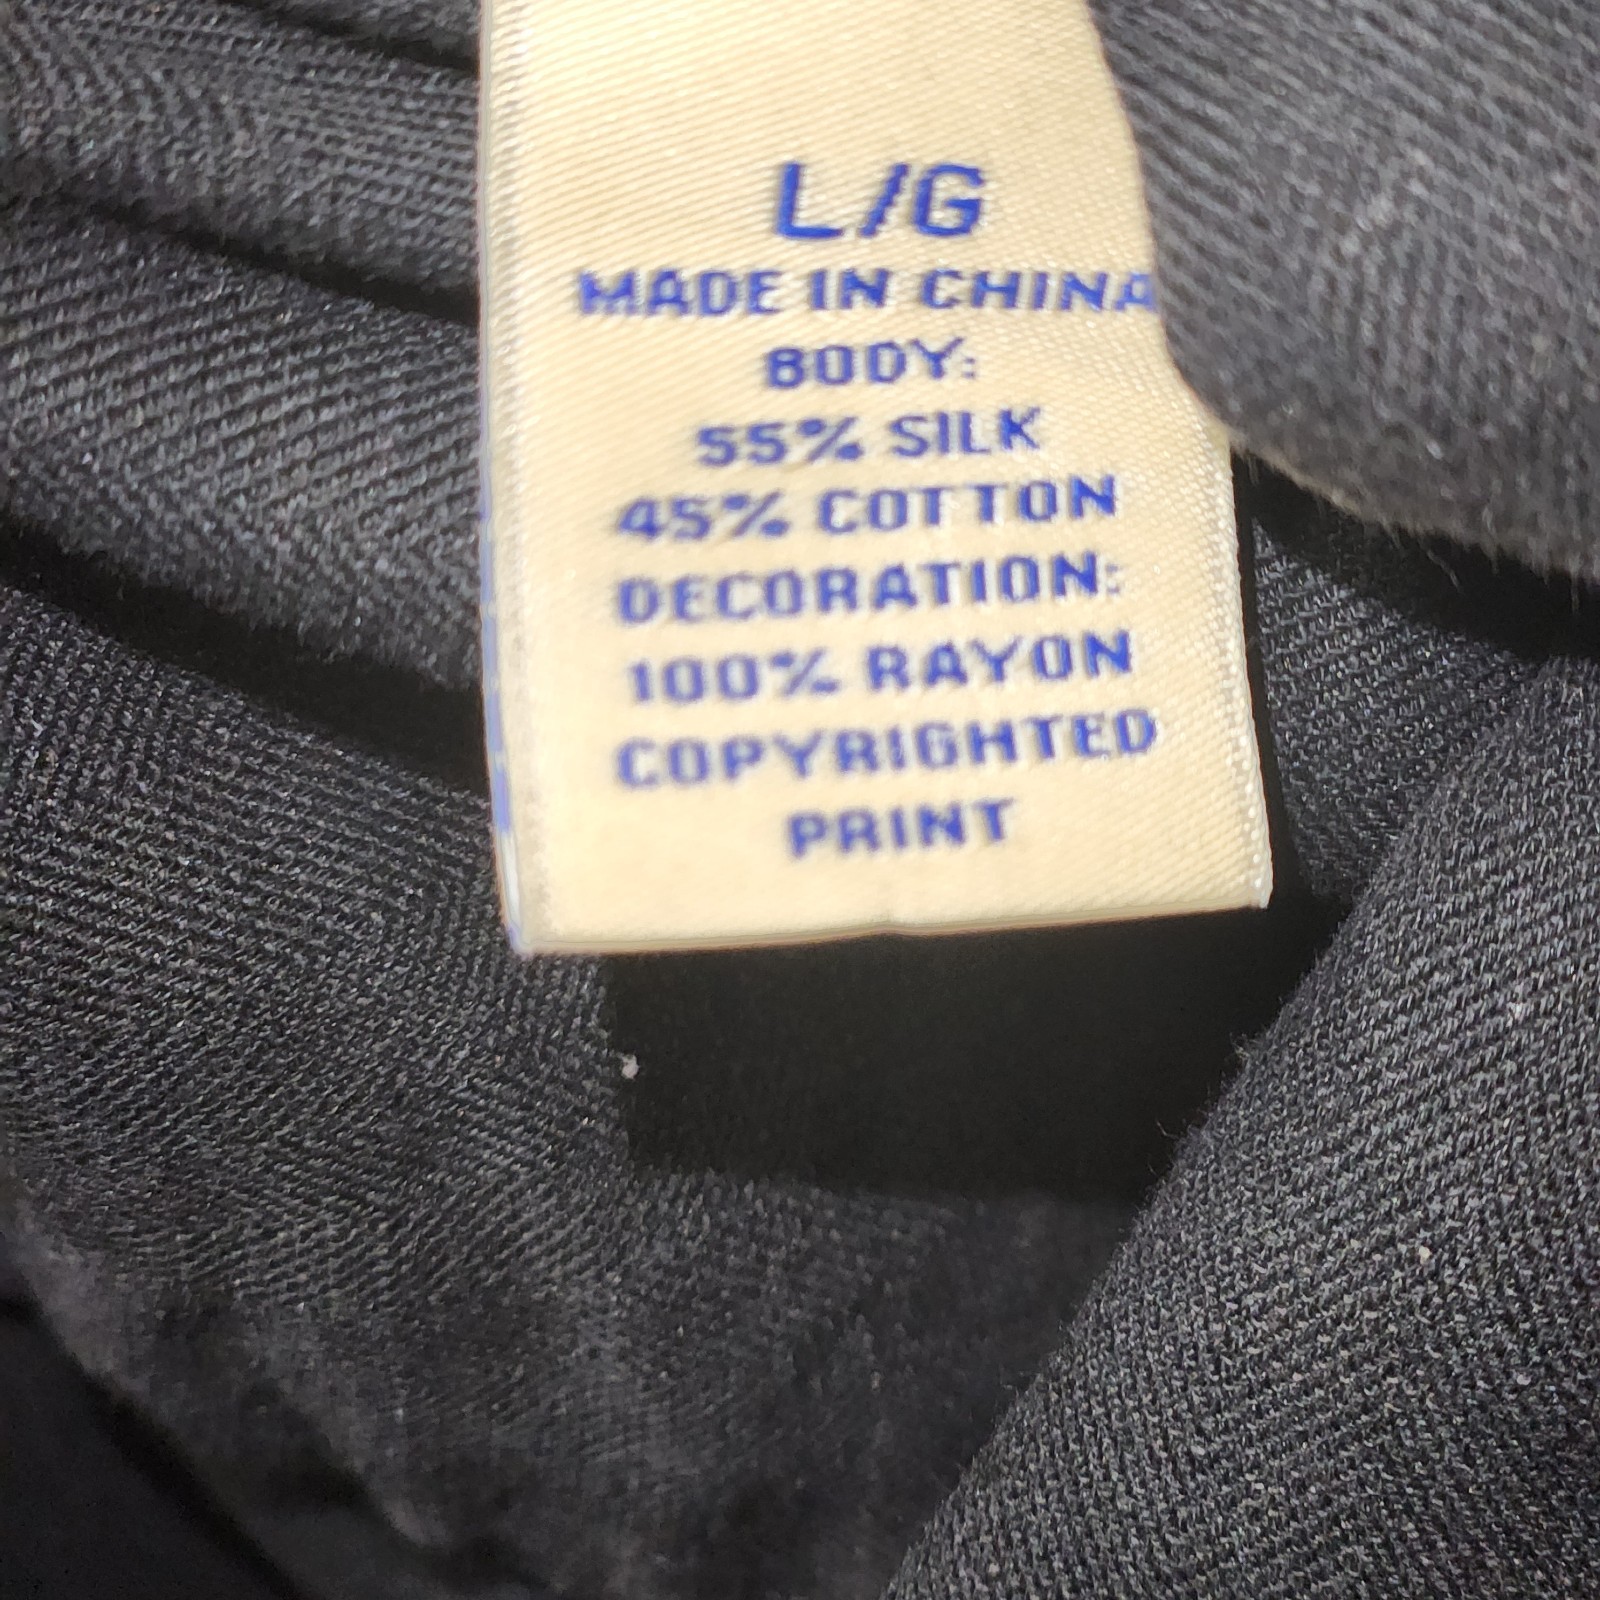 L/G
MADE IN CHINA
BODY:
55% SILK
45% COTTON
DECORATION:
100% RAYON
COPYRIGHTED
PRINT